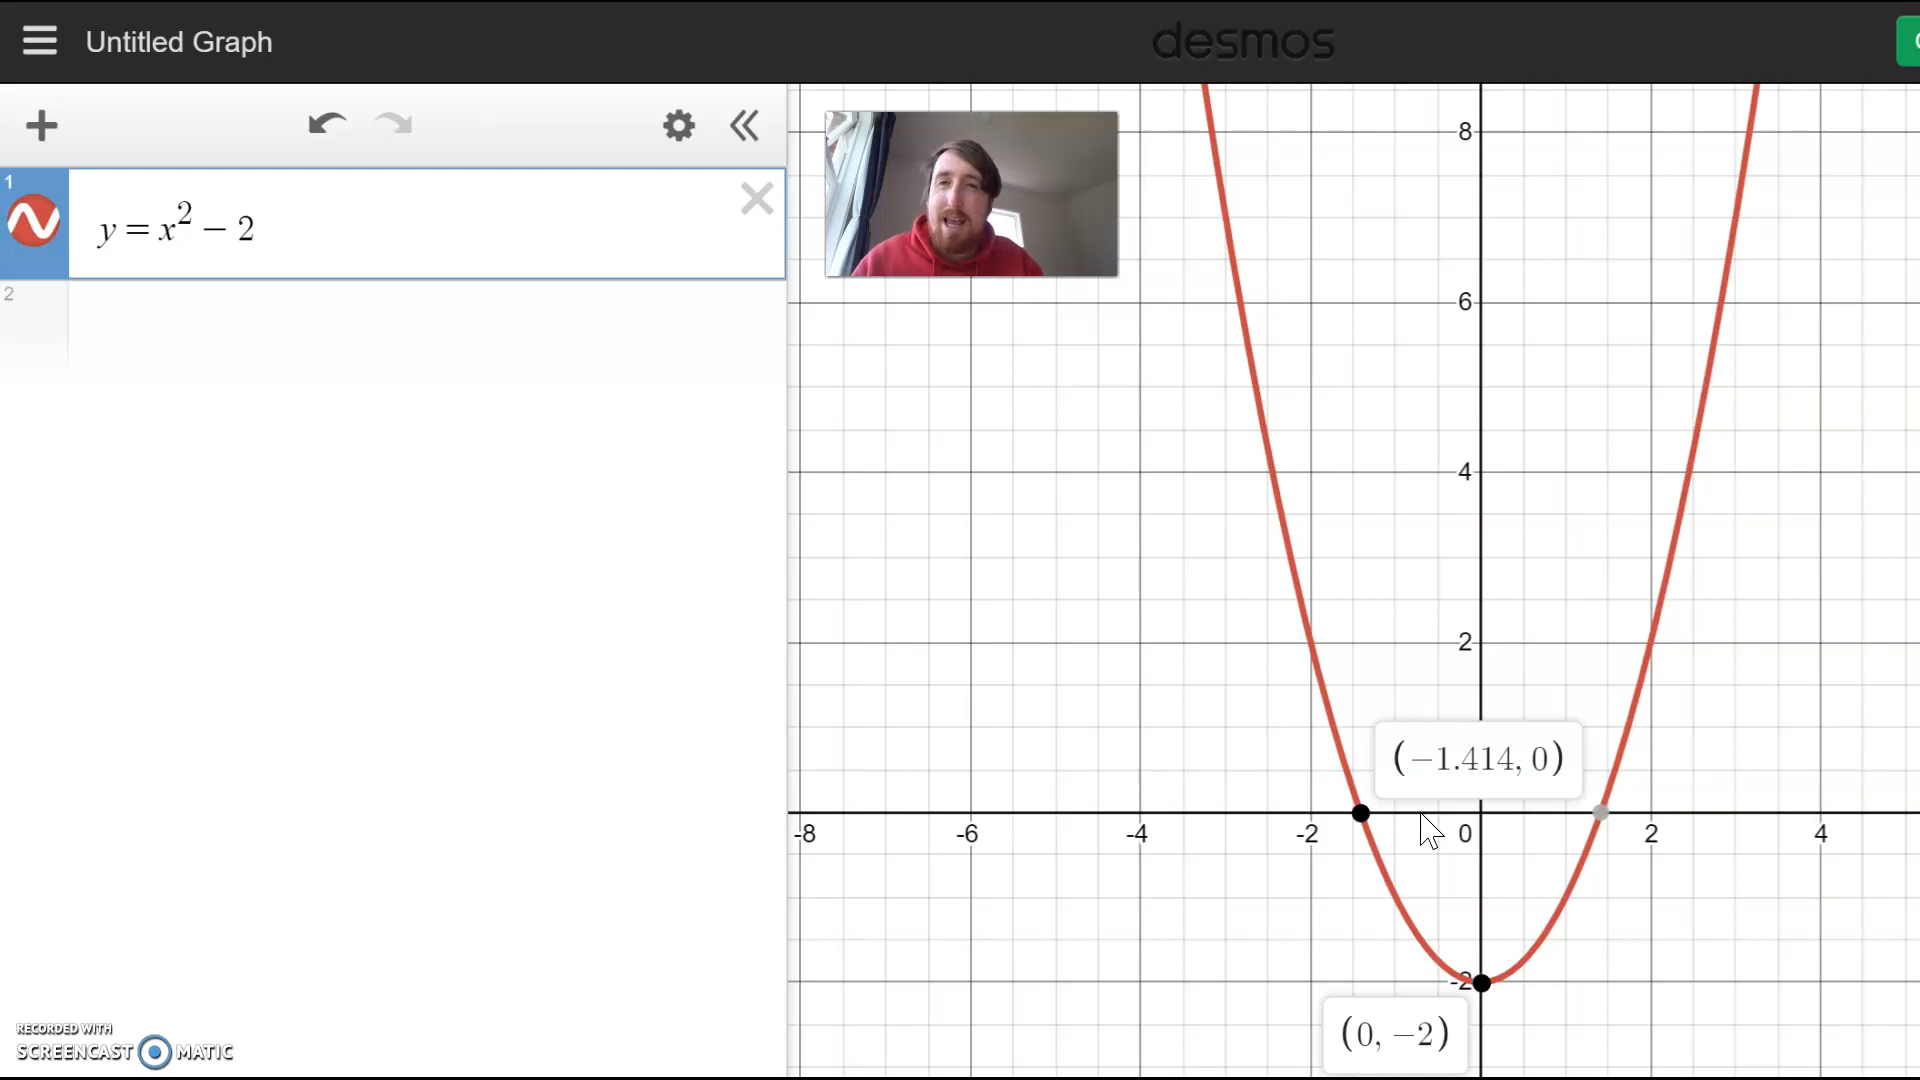 Untitled Graph
desmos
1
y = x² − 2
2
8
6
4
2
(−1.414, 0)
-8 -6 -4 -2 0 2 4
-2
(0, −2)
RECORDED WITH
SCREENCAST MATIC